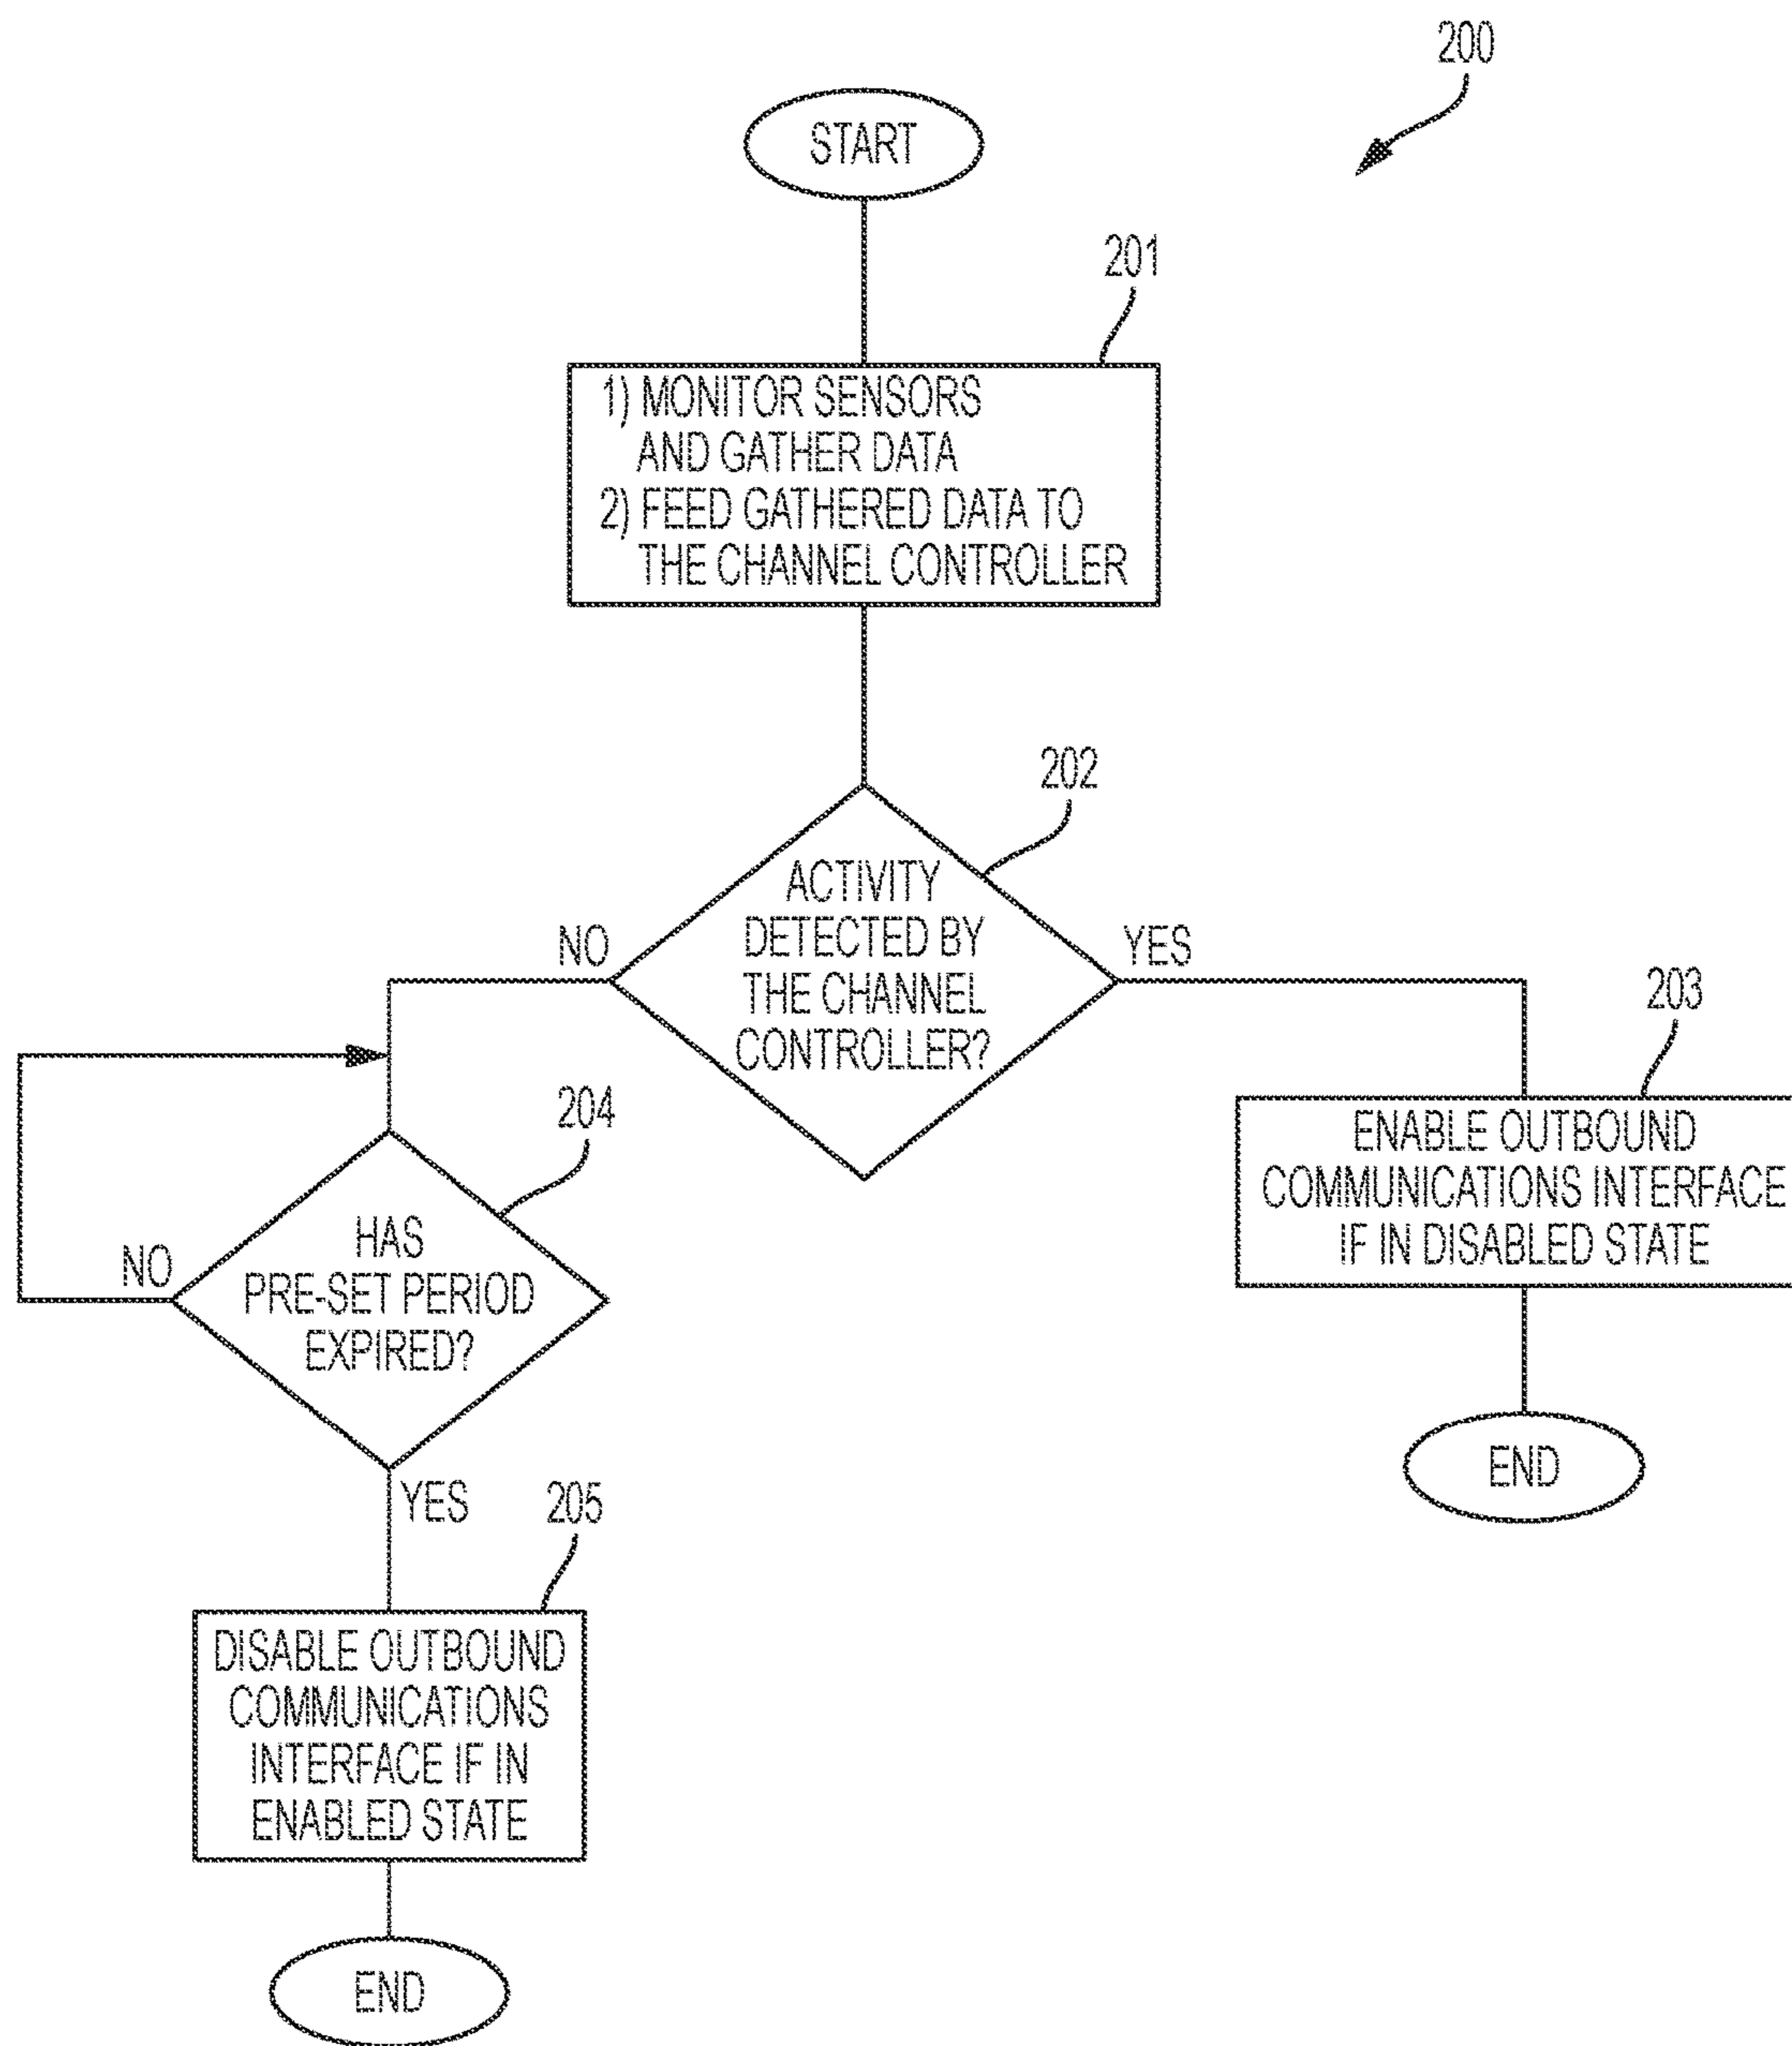 200
START
201
1) MONITOR SENSORS
AND GATHER DATA
2) FEED GATHERED DATA TO
THE CHANNEL CONTROLLER
202
ACTIVITY
DETECTED BY
THE CHANNEL
CONTROLLER?
NO
YES
203
ENABLE OUTBOUND
COMMUNICATIONS INTERFACE
IF IN DISABLED STATE
END
204
HAS
PRE-SET PERIOD
EXPIRED?
NO
YES
205
DISABLE OUTBOUND
COMMUNICATIONS
INTERFACE IF IN
ENABLED STATE
END